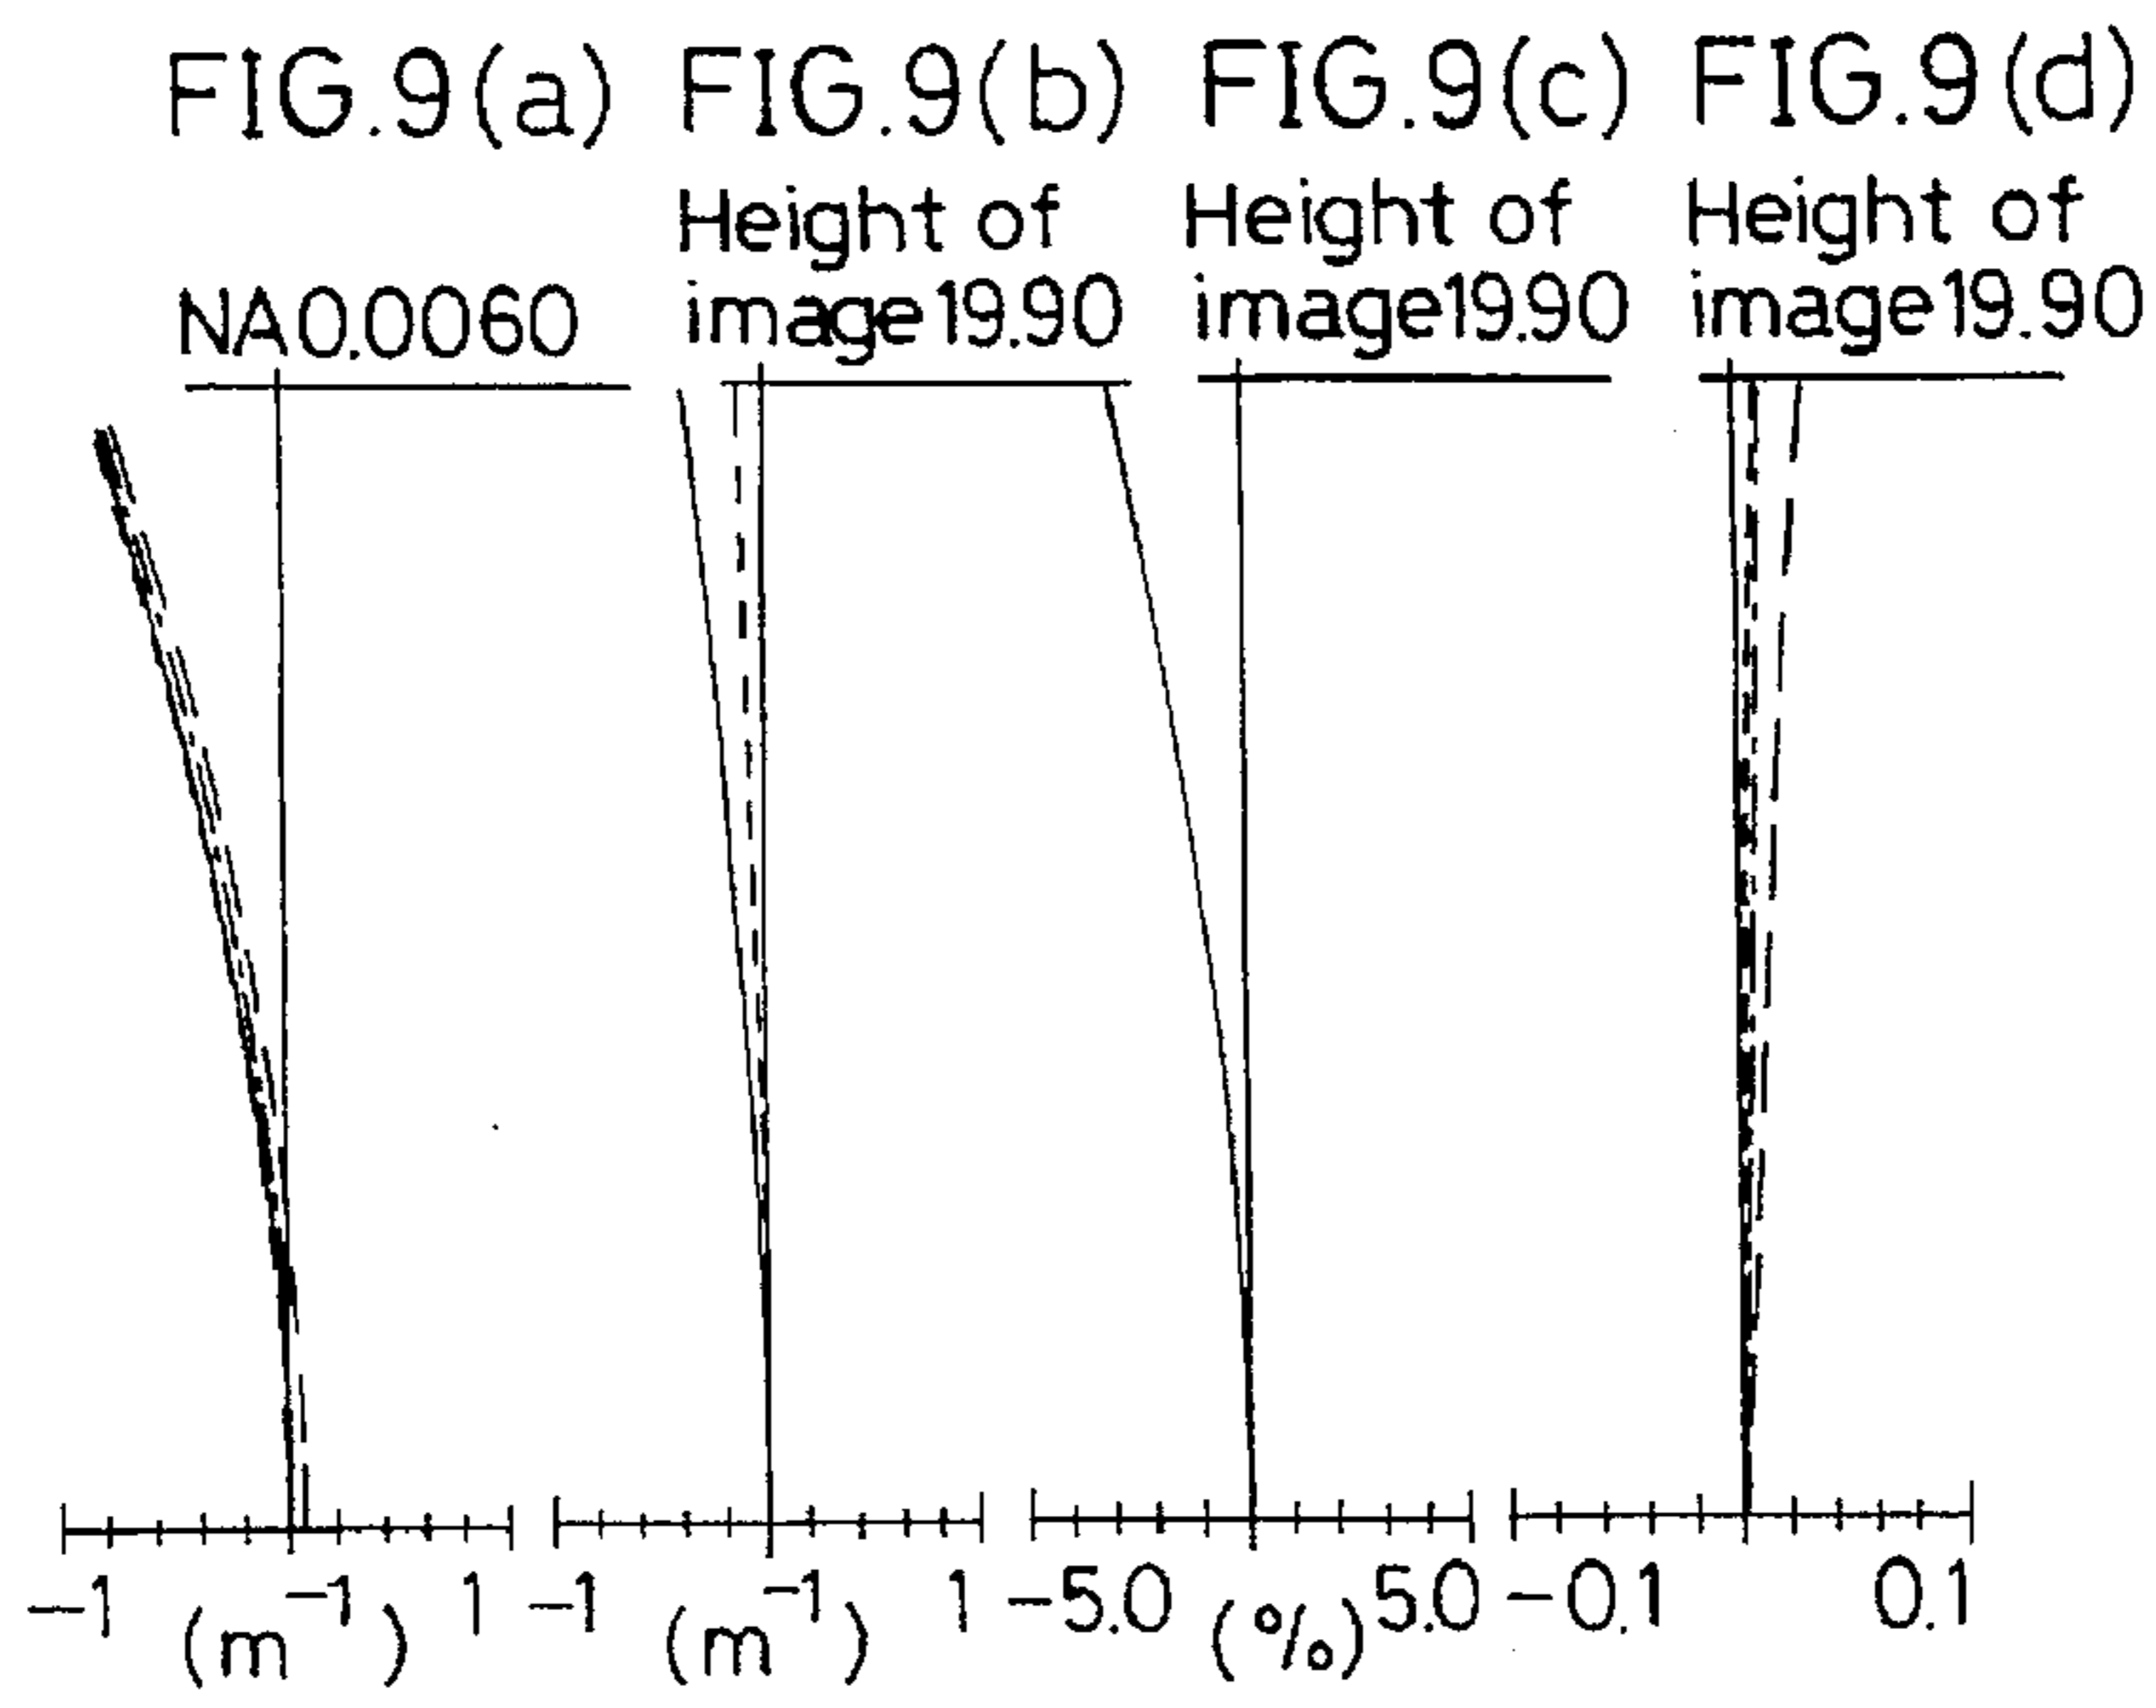 FIG.9(a) FIG.9(b) FIG.9(c) FIG.9(d)
NA0.0060
Height of
image19.90
Height of
image19.90
Height of
image19.90
-1 (m⁻¹) 1
-1 (m⁻¹) 1
-5.0 (%) 5.0
-0.1 0.1